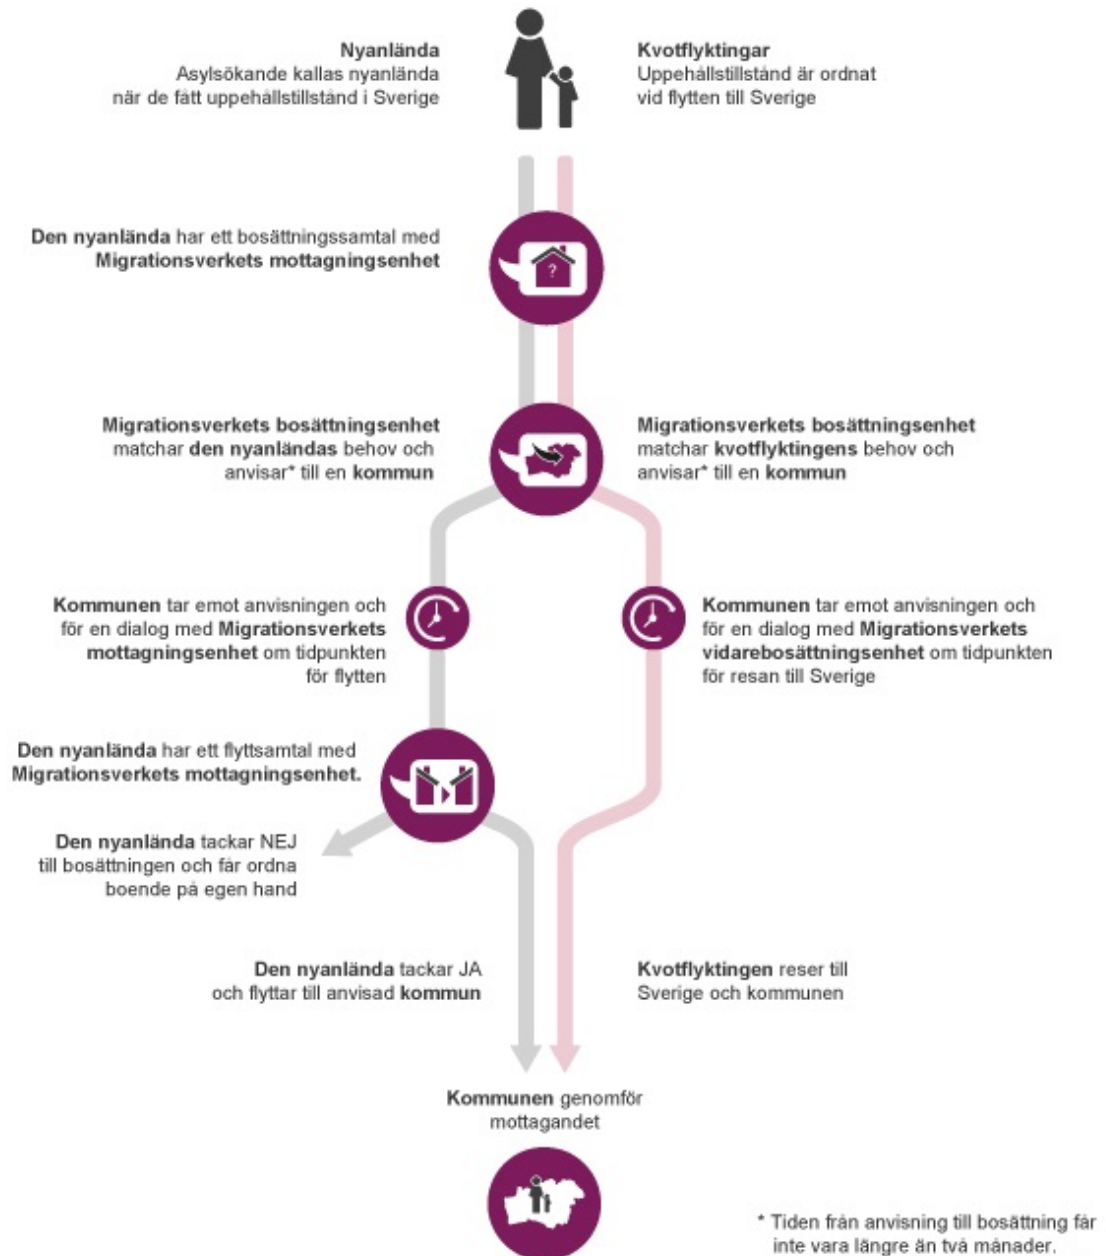 Nyanlända
Asylsökande kallas nyanlända
när de fått uppehållstillstånd i Sverige
Kvotflyktingar
Uppehållstillstånd är ordnat
vid flytten till Sverige
Den nyanlända har ett bosättningssamtal med
Migrationsverkets mottagningsenhet
?
Migrationsverkets bosättningsenhet
matchar den nyanländas behov och
anvisar* till en kommun
Migrationsverkets bosättningsenhet
matchar kvotflyktingens behov och
anvisar* till en kommun
Kommunen tar emot anvisningen och
för en dialog med Migrationsverkets
mottagningsenhet om tidpunkten
för flytten
Kommunen tar emot anvisningen och
för en dialog med Migrationsverkets
vidarebosättningsenhet om tidpunkten
för resan till Sverige
Den nyanlända har ett flyttsamtal med
Migrationsverkets mottagningsenhet.
Den nyanlända tackar NEJ
till bosättningen och får ordna
boende på egen hand
Den nyanlända tackar JA
och flyttar till anvisad kommun
Kvotflyktingen reser till
Sverige och kommunen
Kommunen genomför
mottagandet
* Tiden från anvisning till bosättning får
inte vara längre än två månader.